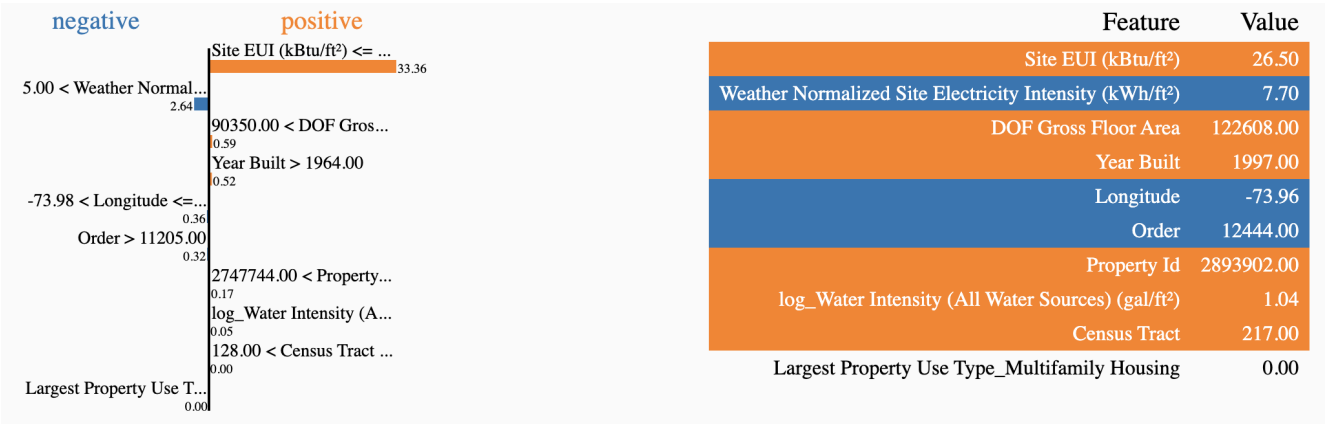 negative positive
Site EUI (kBtu/ft²) <= ...
33.36
5.00 < Weather Normal...
2.64
90350.00 < DOF Gros...
0.59
Year Built > 1964.00
0.52
-73.98 < Longitude <=...
0.36
Order > 11205.00
0.32
2747744.00 < Property...
0.17
log_Water Intensity (A...
0.05
128.00 < Census Tract ...
0.00
Largest Property Use T...
0.00
Feature Value
Site EUI (kBtu/ft²) 26.50
Weather Normalized Site Electricity Intensity (kWh/ft²) 7.70
DOF Gross Floor Area 122608.00
Year Built 1997.00
Longitude -73.96
Order 12444.00
Property Id 2893902.00
log_Water Intensity (All Water Sources) (gal/ft²) 1.04
Census Tract 217.00
Largest Property Use Type_Multifamily Housing 0.00